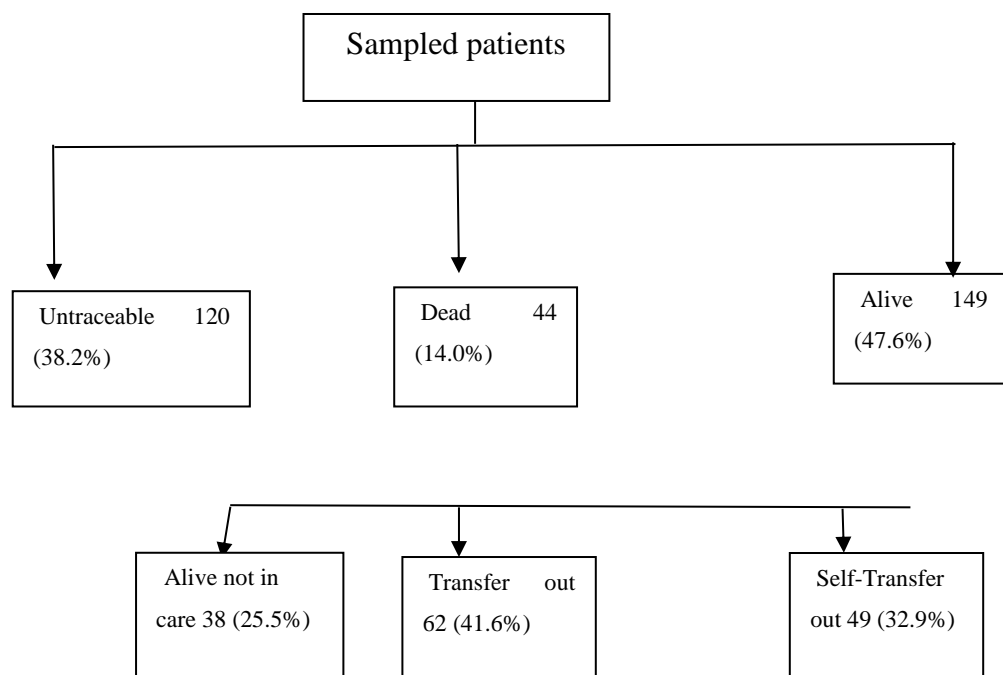 Sampled patients
Untraceable 120
(38.2%)
Dead 44
(14.0%)
Alive 149
(47.6%)
Alive not in
care 38 (25.5%)
Transfer out
62 (41.6%)
Self-Transfer
out 49 (32.9%)